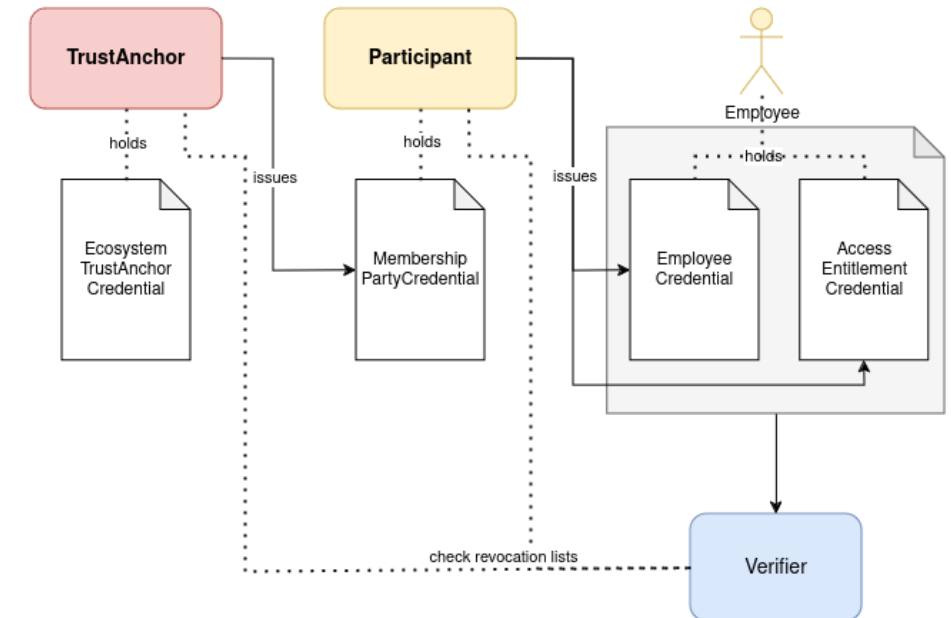 TrustAnchor
Participant
Employee
holds
holds
holds
issues
issues
Ecosystem
TrustAnchor
Credential
Membership
PartyCredential
Employee
Credential
Access
Entitlement
Credential
check revocation lists
Verifier